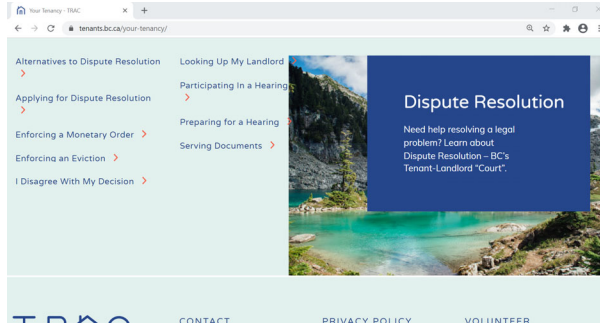 Your Tenancy - TRAC
tenants.bc.ca/your-tenancy/
Alternatives to Dispute Resolution
Applying for Dispute Resolution
Enforcing a Monetary Order
Enforcing an Eviction
I Disagree With My Decision
Looking Up My Landlord
Participating In a Hearing
Preparing for a Hearing
Serving Documents
Dispute Resolution
Need help resolving a legal
problem? Learn about
Dispute Resolution – BC's
Tenant-Landlord "Court".
TRAC
CONTACT
PRIVACY POLICY
VOLUNTEER